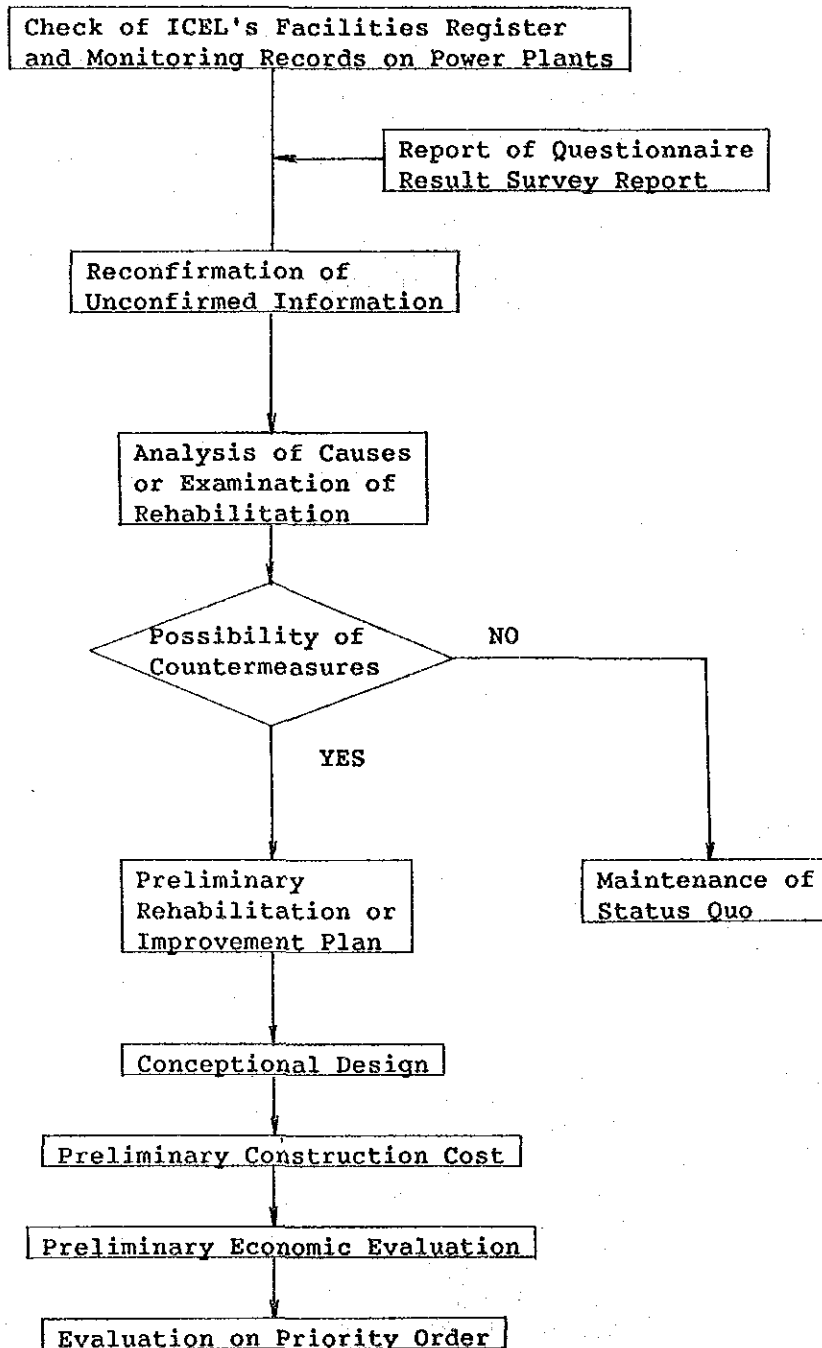 Check of ICEL's Facilities Register
and Monitoring Records on Power Plants
Report of Questionnaire
Result Survey Report
Reconfirmation of
Unconfirmed Information
Analysis of Causes
or Examination of
Rehabilitation
Possibility of
Countermeasures
NO
YES
Preliminary
Rehabilitation or
Improvement Plan
Maintenance of
Status Quo
Conceptional Design
Preliminary Construction Cost
Preliminary Economic Evaluation
Evaluation on Priority Order